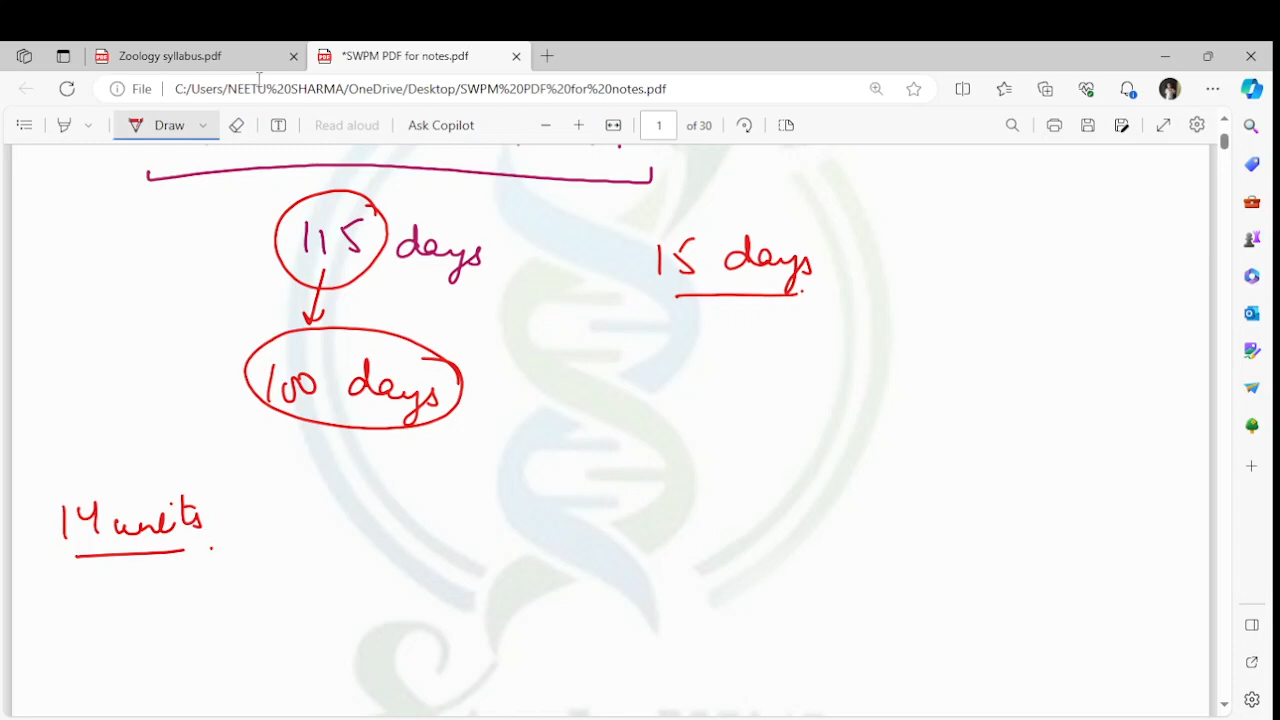 Zoology syllabus.pdf
*SWPM PDF for notes.pdf
File
C:/Users/NEETU%20SHARMA/OneDrive/Desktop/SWPM%20PDF%20for%20notes.pdf
Draw
Read aloud
Ask Copilot
1
of 30
115 days
15 days
100 days
14 units